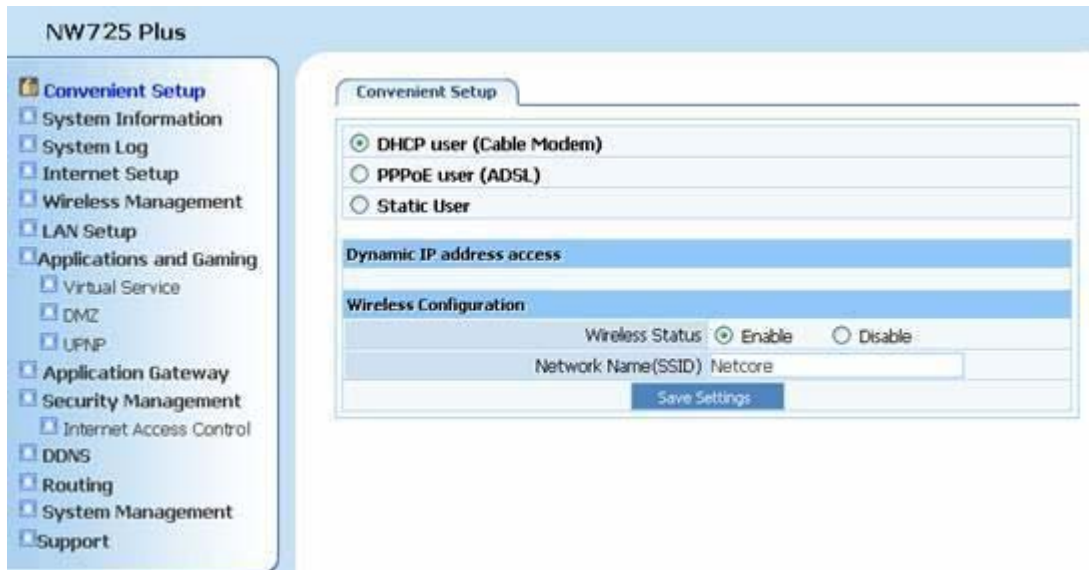 NW725 Plus
Convenient Setup
System Information
System Log
Internet Setup
Wireless Management
LAN Setup
Applications and Gaming
Virtual Service
DMZ
UPNP
Application Gateway
Security Management
Internet Access Control
DDNS
Routing
System Management
Support
Convenient Setup
DHCP user (Cable Modem)
PPPoE user (ADSL)
Static User
Dynamic IP address access
Wireless Configuration
Wireless Status Enable Disable
Network Name(SSID) Netcore
Save Settings